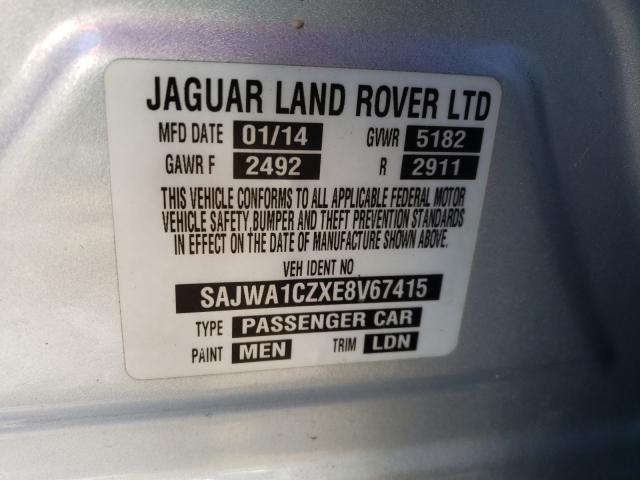 JAGUAR LAND ROVER LTD
MFD DATE 01/14 GVWR 5182
GAWR F 2492 R 2911
THIS VEHICLE CONFORMS TO ALL APPLICABLE FEDERAL MOTOR
VEHICLE SAFETY, BUMPER AND THEFT PREVENTION STANDARDS
IN EFFECT ON THE DATE OF MANUFACTURE SHOWN ABOVE.
VEH IDENT NO
SAJWA1CZXE8V67415
TYPE PASSENGER CAR
PAINT MEN TRIM LDN